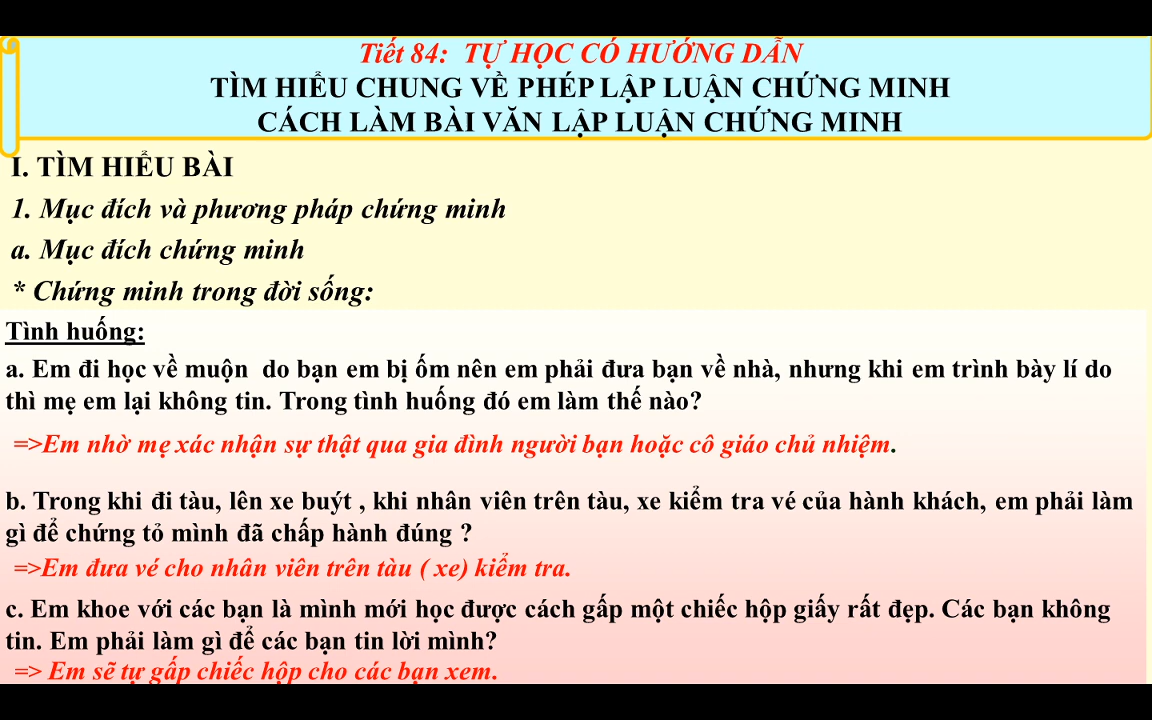 Tiết 84: TỰ HỌC CÓ HƯỚNG DẪN
TÌM HIỂU CHUNG VỀ PHÉP LẬP LUẬN CHỨNG MINH
CÁCH LÀM BÀI VĂN LẬP LUẬN CHỨNG MINH
I. TÌM HIỂU BÀI
1. Mục đích và phương pháp chứng minh
a. Mục đích chứng minh
* Chứng minh trong đời sống:
Tình huống:
a. Em đi học về muộn do bạn em bị ốm nên em phải đưa bạn về nhà, nhưng khi em trình bày lí do
thì mẹ em lại không tin. Trong tình huống đó em làm thế nào?
=>Em nhờ mẹ xác nhận sự thật qua gia đình người bạn hoặc cô giáo chủ nhiệm.
b. Trong khi đi tàu, lên xe buýt , khi nhân viên trên tàu, xe kiểm tra vé của hành khách, em phải làm
gì để chứng tỏ mình đã chấp hành đúng ?
=>Em đưa vé cho nhân viên trên tàu ( xe) kiểm tra.
c. Em khoe với các bạn là mình mới học được cách gấp một chiếc hộp giấy rất đẹp. Các bạn không
tin. Em phải làm gì để các bạn tin lời mình?
=> Em sẽ tự gấp chiếc hộp cho các bạn xem.